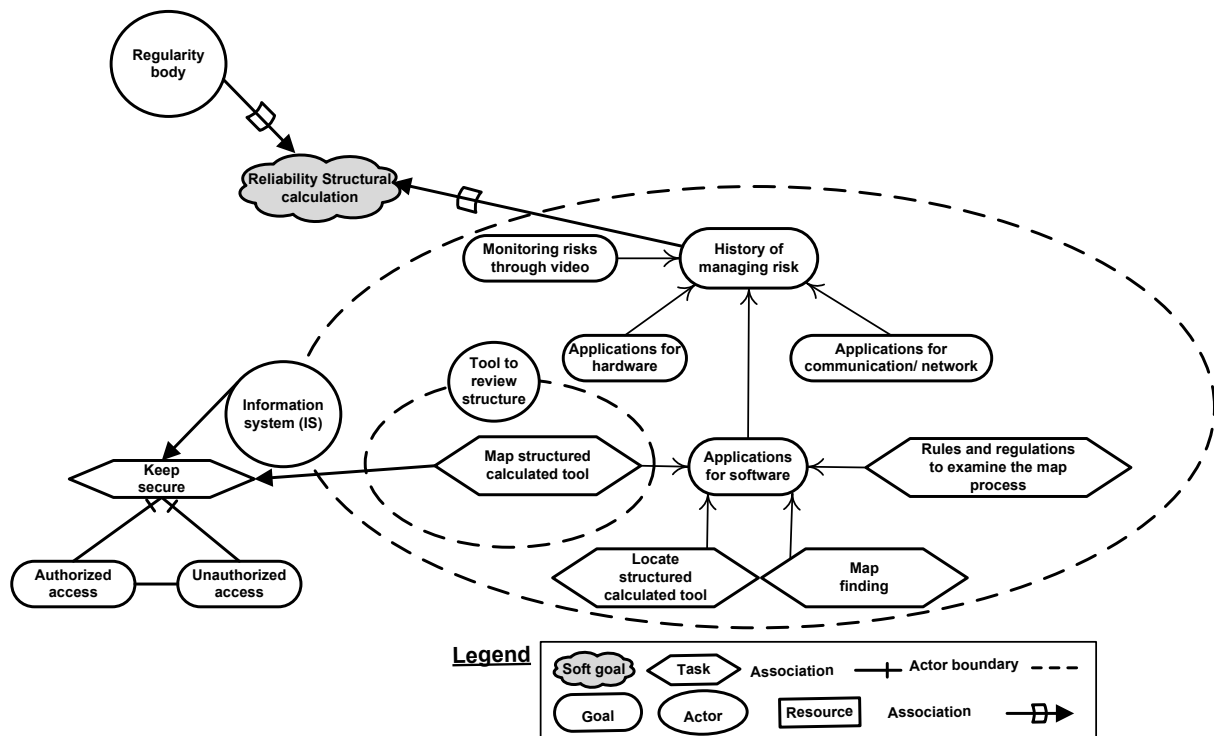 Regularity
body
Reliability Structural
calculation
Monitoring risks
through video
History of
managing risk
Applications for
hardware
Applications for
communication/ network
Tool to
review
structure
Information
system (IS)
Keep
secure
Map structured
calculated tool
Applications
for software
Rules and regulations
to examine the map
process
Authorized
access
Unauthorized
access
Locate
structured
calculated tool
Map
finding
Legend
Soft goal
Task
Association
Actor boundary
Goal
Actor
Resource
Association